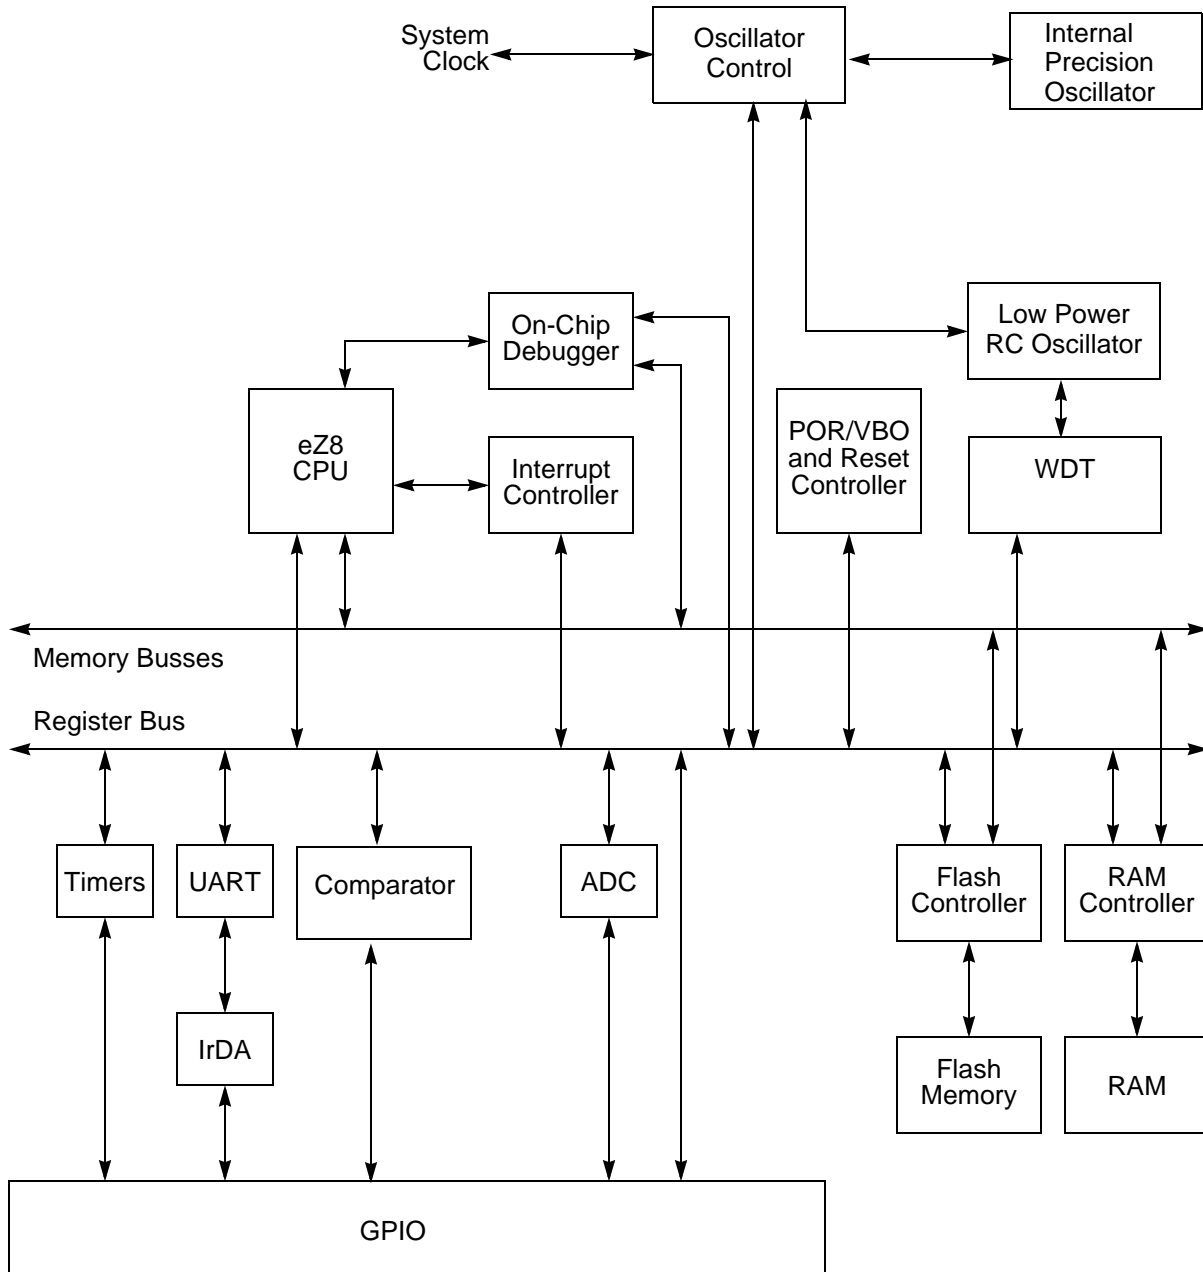 System
Clock
Oscillator
Control
Internal
Precision
Oscillator
On-Chip
Debugger
Low Power
RC Oscillator
eZ8
CPU
Interrupt
Controller
POR/VBO
and Reset
Controller
WDT
Memory Busses
Register Bus
Timers
UART
Comparator
ADC
Flash
Controller
RAM
Controller
IrDA
Flash
Memory
RAM
GPIO